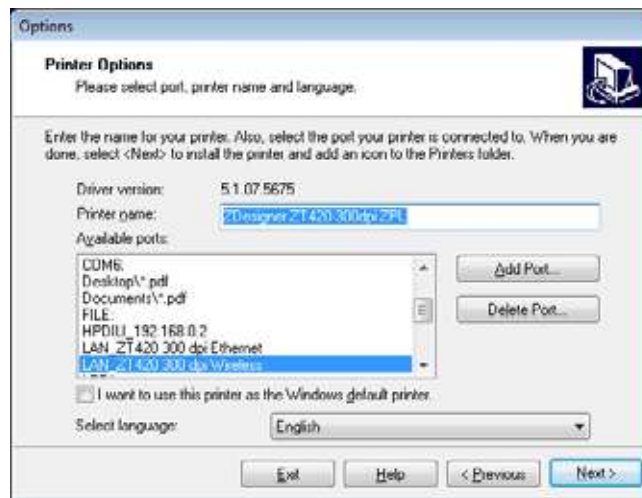 Options
Printer Options
Please select port, printer name and language.
Enter the name for your printer. Also, select the port your printer is connected to. When you are
done, select <Next> to install the printer and add an icon to the Printers folder.
Driver version: 5.1.07.5675
Printer name: ZDesigner ZT420-300dpi ZPL
Available ports:
COM6:
Desktop\*.pdf
Documents\*.pdf
FILE:
HPDIU_192.168.0.2
LAN_ZT420 300 dpi Ethernet
LAN_ZT420 300 dpi Wireless
Add Port...
Delete Port...
I want to use this printer as the Windows default printer.
Select language: English
Exit Help < Previous Next >